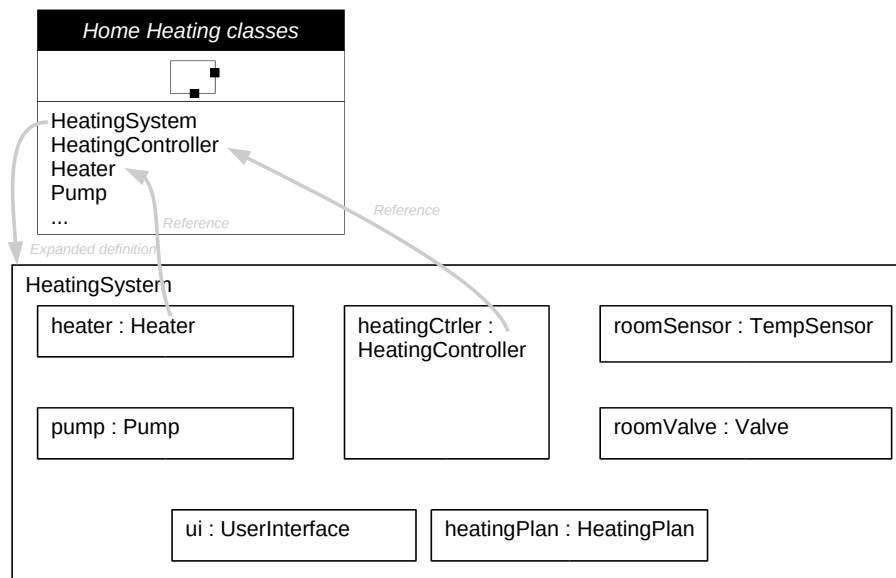 Home Heating classes
HeatingSystem
HeatingController
Heater
Pump
...
Reference
Reference
Expanded definition
HeatingSystem
heater : Heater
heatingCtrler :
HeatingController
roomSensor : TempSensor
pump : Pump
roomValve : Valve
ui : UserInterface
heatingPlan : HeatingPlan